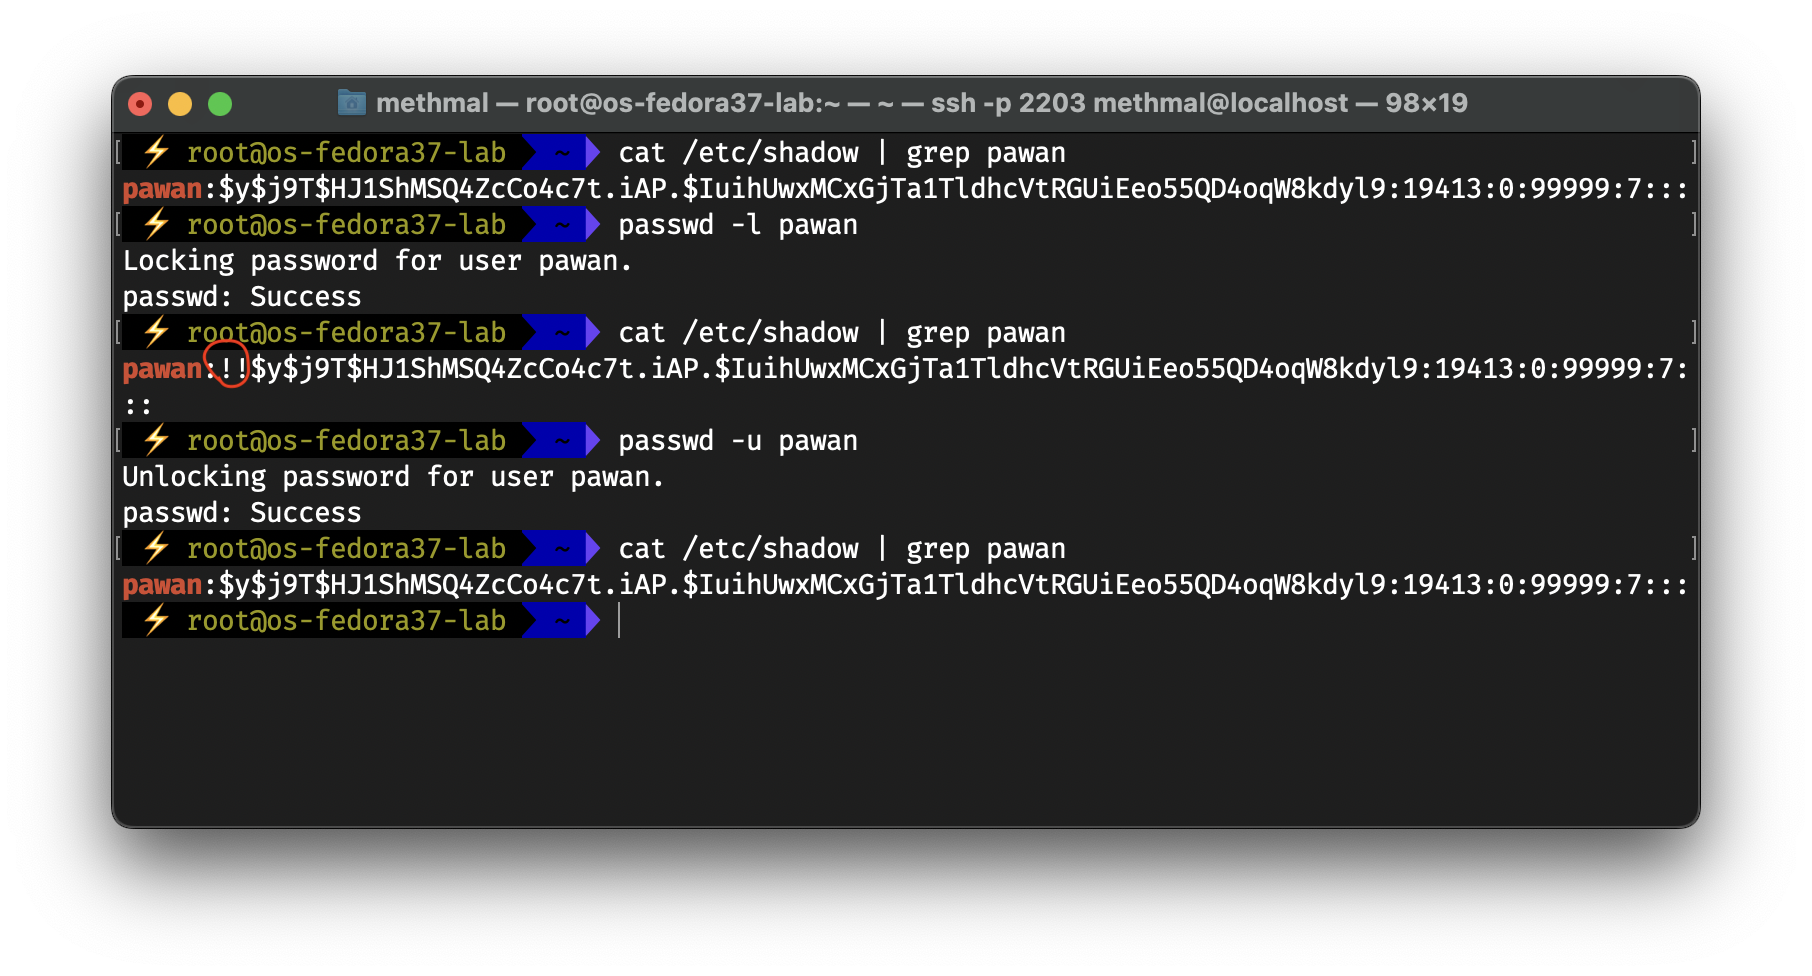 methmal — root@os-fedora37-lab:~ — ~ — ssh -p 2203 methmal@localhost — 98×19
[ ⚡ root@os-fedora37-lab ~ cat /etc/shadow | grep pawan ]
pawan:$y$j9T$HJ1ShMSQ4ZcCo4c7t.iAP.$IuihUwxMCxGjTa1TldhcVtRGUiEeo55QD4oqW8kdyl9:19413:0:99999:7:::
[ ⚡ root@os-fedora37-lab ~ passwd -l pawan ]
Locking password for user pawan.
passwd: Success
[ ⚡ root@os-fedora37-lab ~ cat /etc/shadow | grep pawan ]
pawan:!!$y$j9T$HJ1ShMSQ4ZcCo4c7t.iAP.$IuihUwxMCxGjTa1TldhcVtRGUiEeo55QD4oqW8kdyl9:19413:0:99999:7:
::
[ ⚡ root@os-fedora37-lab ~ passwd -u pawan ]
Unlocking password for user pawan.
passwd: Success
[ ⚡ root@os-fedora37-lab ~ cat /etc/shadow | grep pawan ]
pawan:$y$j9T$HJ1ShMSQ4ZcCo4c7t.iAP.$IuihUwxMCxGjTa1TldhcVtRGUiEeo55QD4oqW8kdyl9:19413:0:99999:7:::
⚡ root@os-fedora37-lab ~